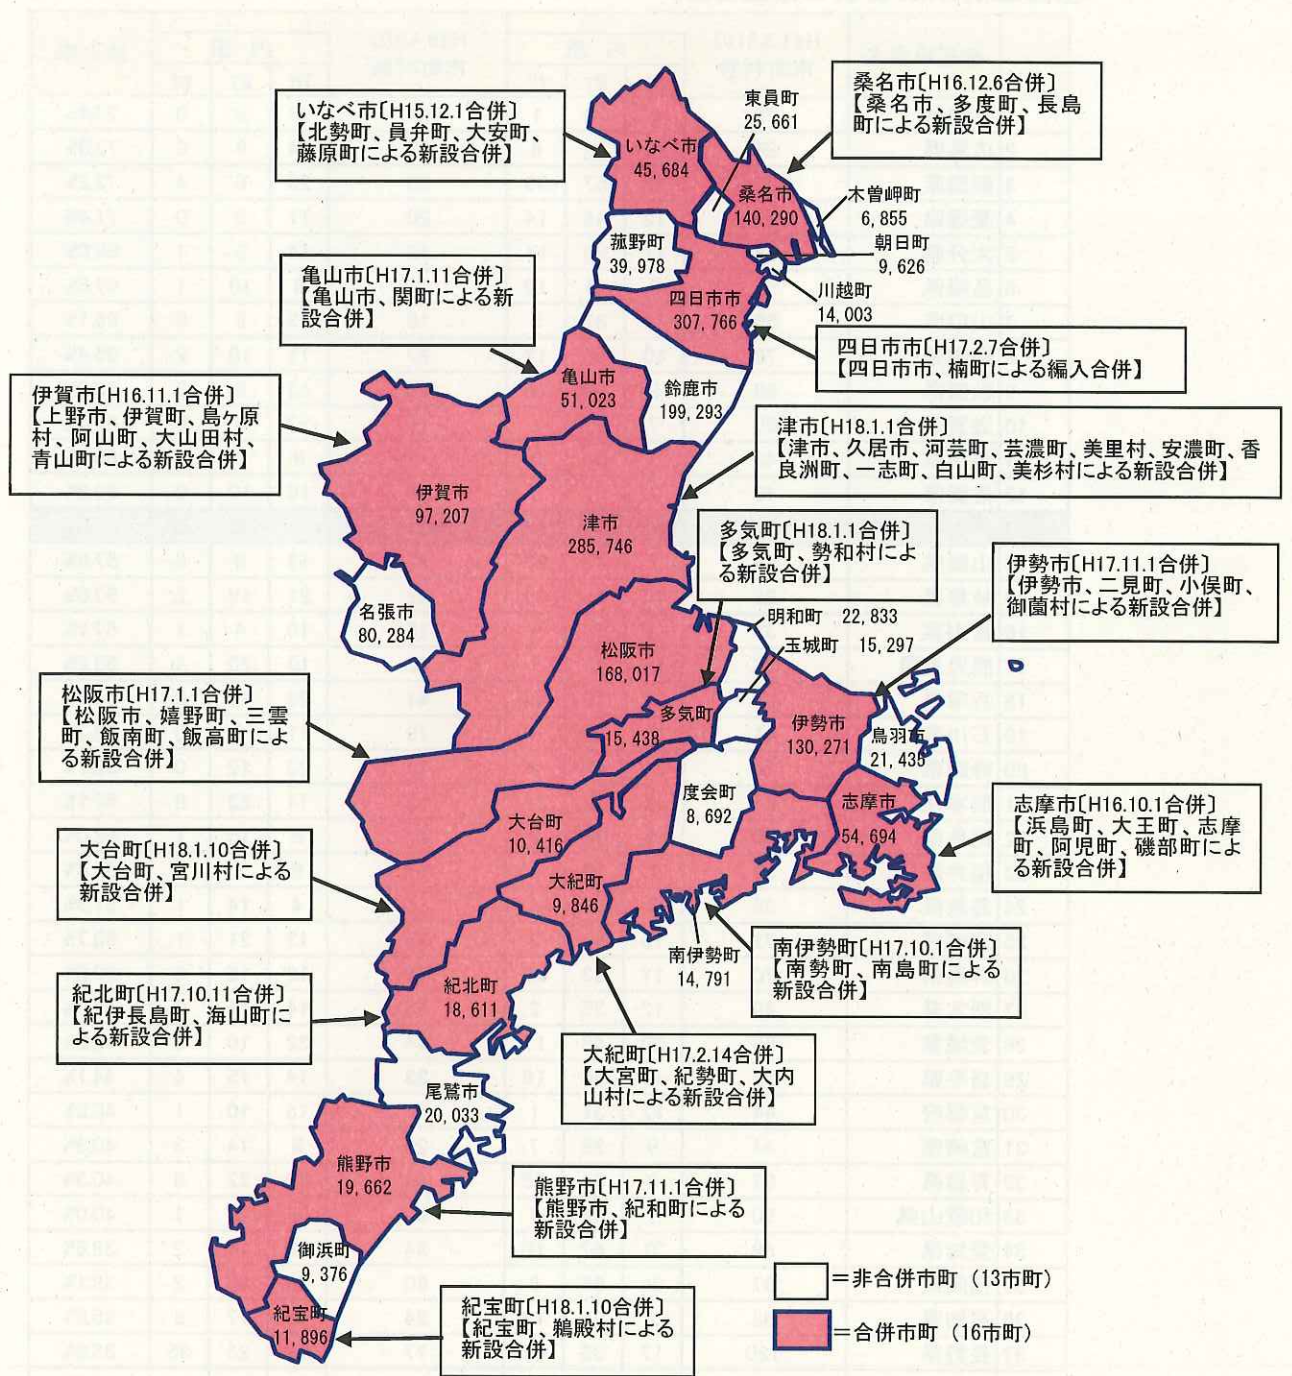 いなべ市〔H15.12.1合併〕
【北勢町、員弁町、大安町、
藤原町による新設合併】
東員町
25,661
桑名市〔H16.12.6合併〕
【桑名市、多度町、長島
町による新設合併】
いなべ市
45,684
桑名市
140,290
木曽岬町
6,855
朝日町
9,626
菰野町
39,978
川越町
14,003
亀山市〔H17.1.11合併〕
【亀山市、関町による新
設合併】
四日市市
307,766
四日市市〔H17.2.7合併〕
【四日市市、楠町による編入合併】
亀山市
51,023
鈴鹿市
199,293
伊賀市〔H16.11.1合併〕
【上野市、伊賀町、島ヶ原
村、阿山町、大山田村、
青山町による新設合併】
津市〔H18.1.1合併〕
【津市、久居市、河芸町、芸濃町、美里村、安濃町、香
良洲町、一志町、白山町、美杉村による新設合併】
伊賀市
97,207
津市
285,746
多気町〔H18.1.1合併〕
【多気町、勢和村によ
る新設合併】
伊勢市〔H17.11.1合併〕
【伊勢市、二見町、小俣町、
御薗村による新設合併】
名張市
80,284
明和町 22,833
玉城町 15,297
松阪市
168,017
松阪市〔H17.1.1合併〕
【松阪市、嬉野町、三雲
町、飯南町、飯高町によ
る新設合併】
多気町
15,438
伊勢市
130,271
鳥羽市
21,435
度会町
8,692
志摩市
54,694
志摩市〔H16.10.1合併〕
【浜島町、大王町、志摩
町、阿児町、磯部町によ
る新設合併】
大台町
10,416
大台町〔H18.1.10合併〕
【大台町、宮川村による
新設合併】
大紀町
9,846
南伊勢町
14,791
南伊勢町〔H17.10.1合併〕
【南勢町、南島町による
新設合併】
紀北町〔H17.10.11合併〕
【紀伊長島町、海山町に
よる新設合併】
紀北町
18,611
大紀町〔H17.2.14合併〕
【大宮町、紀勢町、大内
山村による新設合併】
尾鷲市
20,033
熊野市
19,662
熊野市〔H17.11.1合併〕
【熊野市、紀和町による
新設合併】
御浜町
9,376
紀宝町
11,896
紀宝町〔H18.1.10合併〕
【紀宝町、鵜殿村による
新設合併】
=非合併市町（13市町）
=合併市町（16市町）